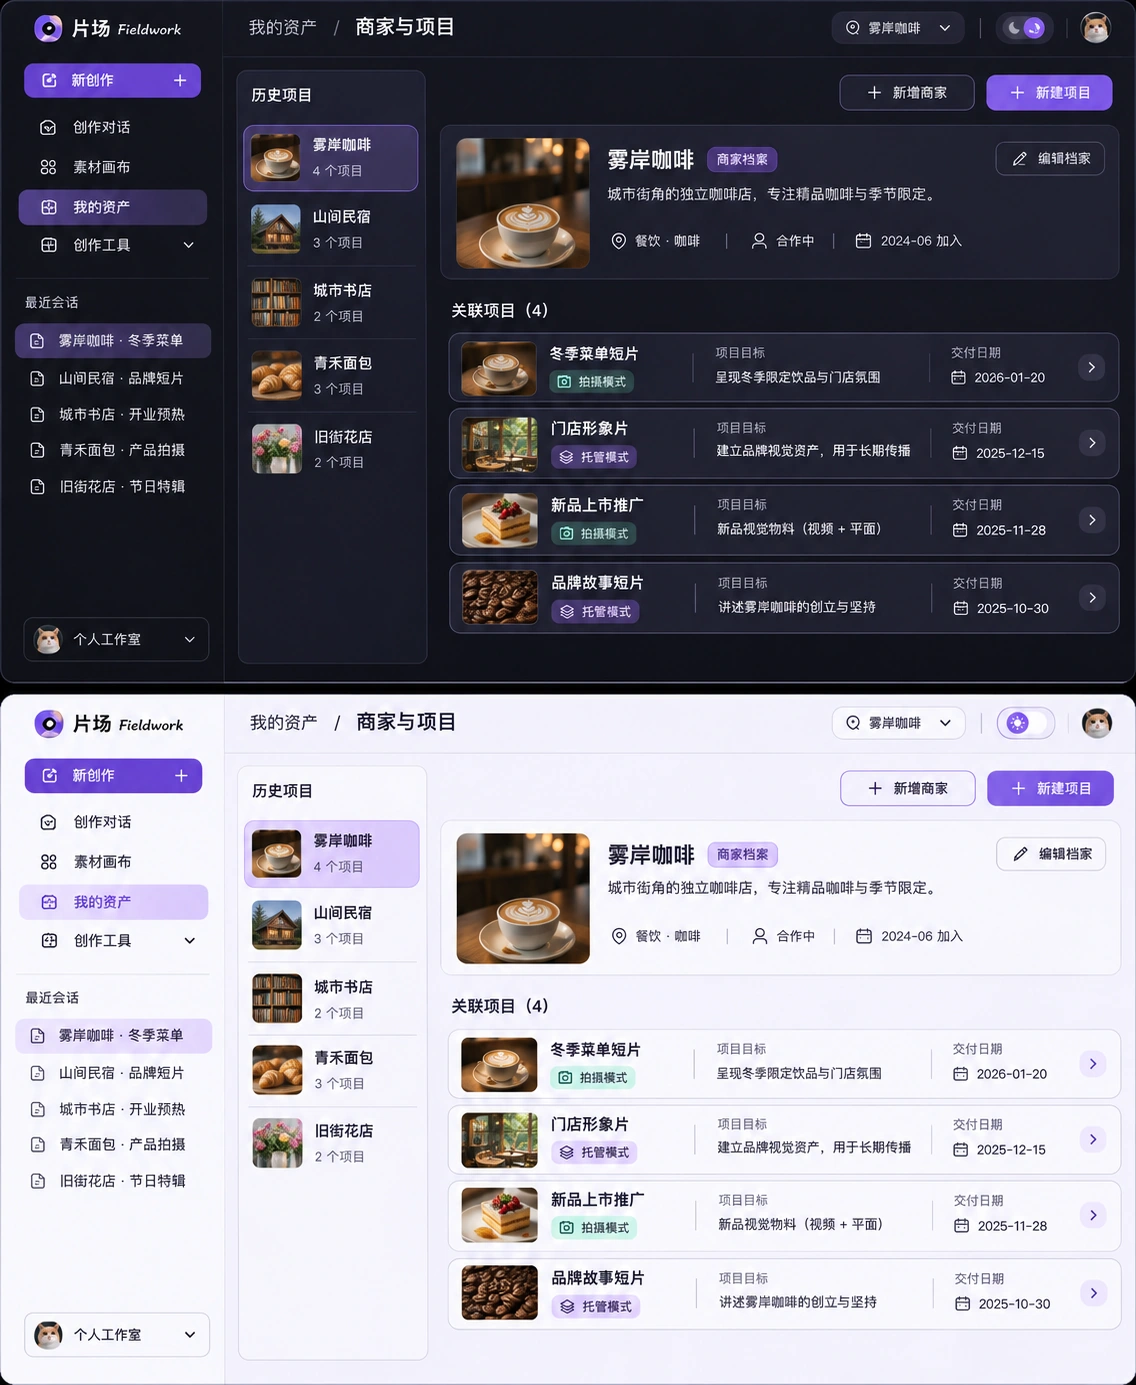 片场 Fieldwork
我的资产 / 商家与项目
雾岸咖啡
新创作
创作对话
素材画布
我的资产
创作工具
最近会话
雾岸咖啡 · 冬季菜单
山间民宿 · 品牌短片
城市书店 · 开业预热
青禾面包 · 产品拍摄
旧街花店 · 节日特辑
个人工作室
历史项目
雾岸咖啡
4 个项目
山间民宿
3 个项目
城市书店
2 个项目
青禾面包
3 个项目
旧街花店
2 个项目
新增商家
新建项目
雾岸咖啡 商家档案
编辑档家
城市街角的独立咖啡店，专注精品咖啡与季节限定。
餐饮 · 咖啡
合作中
2024-06 加入
关联项目（4）
冬季菜单短片
拍摄模式
项目目标
呈现冬季限定饮品与门店氛围
交付日期
2026-01-20
门店形象片
托管模式
项目目标
建立品牌视觉资产，用于长期传播
交付日期
2025-12-15
新品上市推广
拍摄模式
项目目标
新品视觉物料（视频 + 平面）
交付日期
2025-11-28
品牌故事短片
托管模式
项目目标
讲述雾岸咖啡的创立与坚持
交付日期
2025-10-30
片场 Fieldwork
我的资产 / 商家与项目
雾岸咖啡
新创作
创作对话
素材画布
我的资产
创作工具
最近会话
雾岸咖啡 · 冬季菜单
山间民宿 · 品牌短片
城市书店 · 开业预热
青禾面包 · 产品拍摄
旧街花店 · 节日特辑
个人工作室
历史项目
雾岸咖啡
4 个项目
山间民宿
3 个项目
城市书店
2 个项目
青禾面包
3 个项目
旧街花店
2 个项目
新增商家
新建项目
雾岸咖啡 商家档案
编辑档家
城市街角的独立咖啡店，专注精品咖啡与季节限定。
餐饮 · 咖啡
合作中
2024-06 加入
关联项目（4）
冬季菜单短片
拍摄模式
项目目标
呈现冬季限定饮品与门店氛围
交付日期
2026-01-20
门店形象片
托管模式
项目目标
建立品牌视觉资产，用于长期传播
交付日期
2025-12-15
新品上市推广
拍摄模式
项目目标
新品视觉物料（视频 + 平面）
交付日期
2025-11-28
品牌故事短片
托管模式
项目目标
讲述雾岸咖啡的创立与坚持
交付日期
2025-10-30